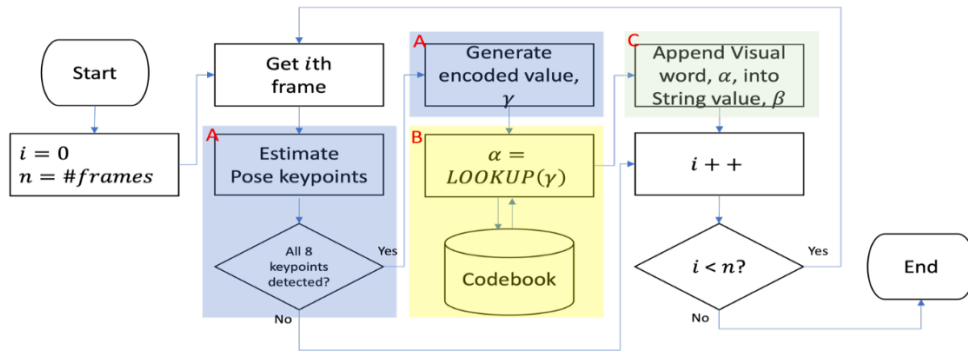 Start
i = 0
n = #frames
Get ith
frame
A
Estimate
Pose keypoints
All 8
keypoints
detected?
Yes
No
A
Generate
encoded value,
γ
B
α =
LOOKUP(γ)
Codebook
C
Append Visual
word, α, into
String value, β
i + +
i < n?
Yes
No
End